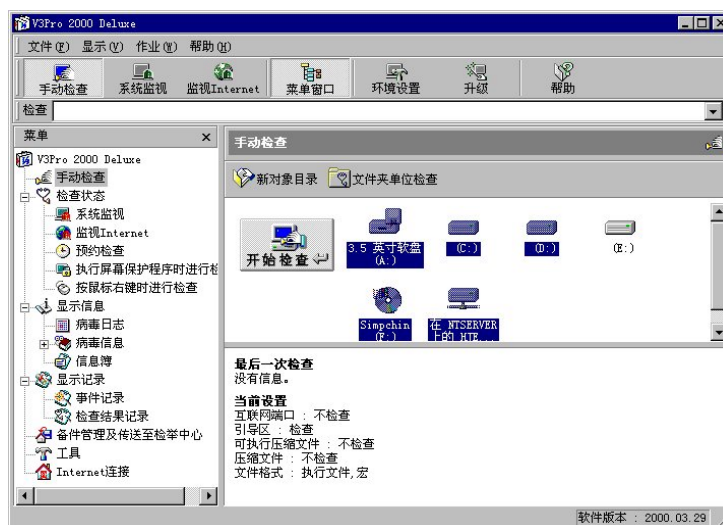 V3Pro 2000 Deluxe
文件(F) 显示(V) 作业(W) 帮助(H)
手动检查 系统监视 监视Internet 菜单窗口 环境设置 升级 帮助
检查
菜单
V3Pro 2000 Deluxe
手动检查
检查状态
系统监视
监视Internet
预约检查
执行屏幕保护程序时进行检
按鼠标右键时进行检查
显示信息
病毒日志
病毒信息
信息簿
显示记录
事件记录
检查结果记录
备件管理及传送至检举中心
工具
Internet连接
手动检查
新对象目录 文件夹单位检查
开始检查
3.5 英寸软盘
(A:)
(C:)
(D:)
(E:)
Simpchin
(F:)
在 NTSERVER
上的 HTE...
最后一次检查
没有信息。
当前设置
互联网端口 : 不检查
引导区 : 检查
可执行压缩文件 : 不检查
压缩文件 : 不检查
文件格式 : 执行文件,宏
软件版本 : 2000.03.29